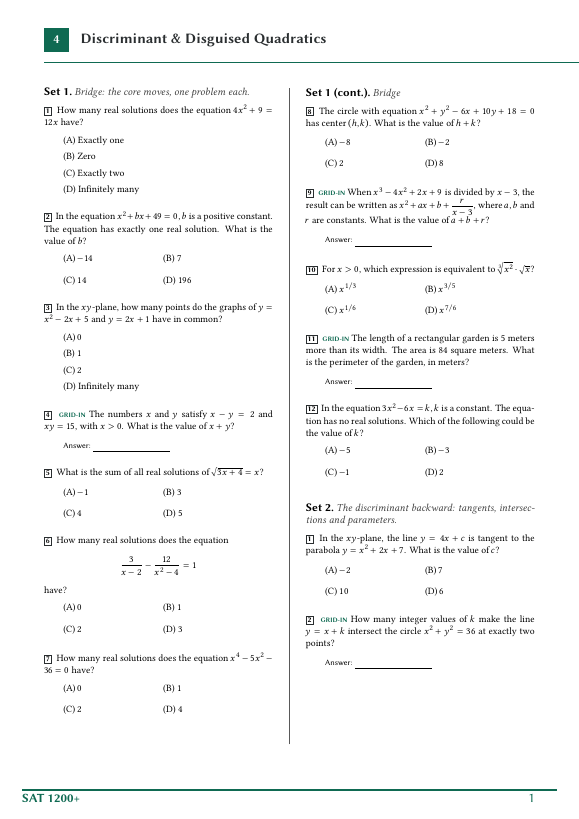 4 Discriminant & Disguised Quadratics
Set 1. Bridge: the core moves, one problem each.
1 How many real solutions does the equation 4x² + 9 =
12x have?
(A) Exactly one
(B) Zero
(C) Exactly two
(D) Infinitely many
2 In the equation x² + bx + 49 = 0, b is a positive constant.
The equation has exactly one real solution. What is the
value of b?
(A) −14 (B) 7
(C) 14 (D) 196
3 In the xy-plane, how many points do the graphs of y =
x² − 2x + 5 and y = 2x + 1 have in common?
(A) 0
(B) 1
(C) 2
(D) Infinitely many
4 GRID-IN The numbers x and y satisfy x − y = 2 and
xy = 15, with x > 0. What is the value of x + y?
Answer:
5 What is the sum of all real solutions of √(3x + 4) = x?
(A) −1 (B) 3
(C) 4 (D) 5
6 How many real solutions does the equation
3/(x − 2) − 12/(x² − 4) = 1
have?
(A) 0 (B) 1
(C) 2 (D) 3
7 How many real solutions does the equation x⁴ − 5x² −
36 = 0 have?
(A) 0 (B) 1
(C) 2 (D) 4
Set 1 (cont.). Bridge
8 The circle with equation x² + y² − 6x + 10y + 18 = 0
has center (h,k). What is the value of h + k?
(A) −8 (B) −2
(C) 2 (D) 8
9 GRID-IN When x³ − 4x² + 2x + 9 is divided by x − 3, the
result can be written as x² + ax + b + r/(x − 3), where a, b and
r are constants. What is the value of a + b + r?
Answer:
10 For x > 0, which expression is equivalent to ∛(x²) · √x?
(A) x^{1/3} (B) x^{3/5}
(C) x^{1/6} (D) x^{7/6}
11 GRID-IN The length of a rectangular garden is 5 meters
more than its width. The area is 84 square meters. What
is the perimeter of the garden, in meters?
Answer:
12 In the equation 3x² − 6x = k, k is a constant. The equa-
tion has no real solutions. Which of the following could be
the value of k?
(A) −5 (B) −3
(C) −1 (D) 2
Set 2. The discriminant backward: tangents, intersec-
tions and parameters.
1 In the xy-plane, the line y = 4x + c is tangent to the
parabola y = x² + 2x + 7. What is the value of c?
(A) −2 (B) 7
(C) 10 (D) 6
2 GRID-IN How many integer values of k make the line
y = x + k intersect the circle x² + y² = 36 at exactly two
points?
Answer:
SAT 1200+ 1